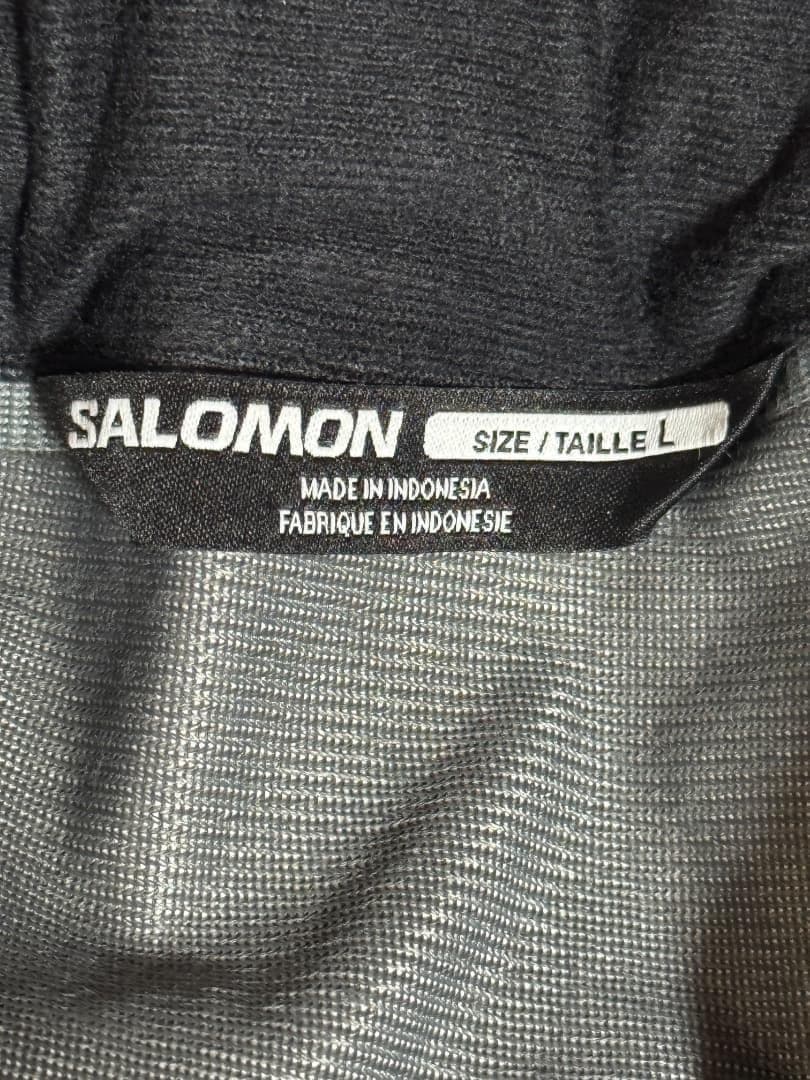 SALOMON SIZE / TAILLE L
MADE IN INDONESIA
FABRIQUE EN INDONESIE